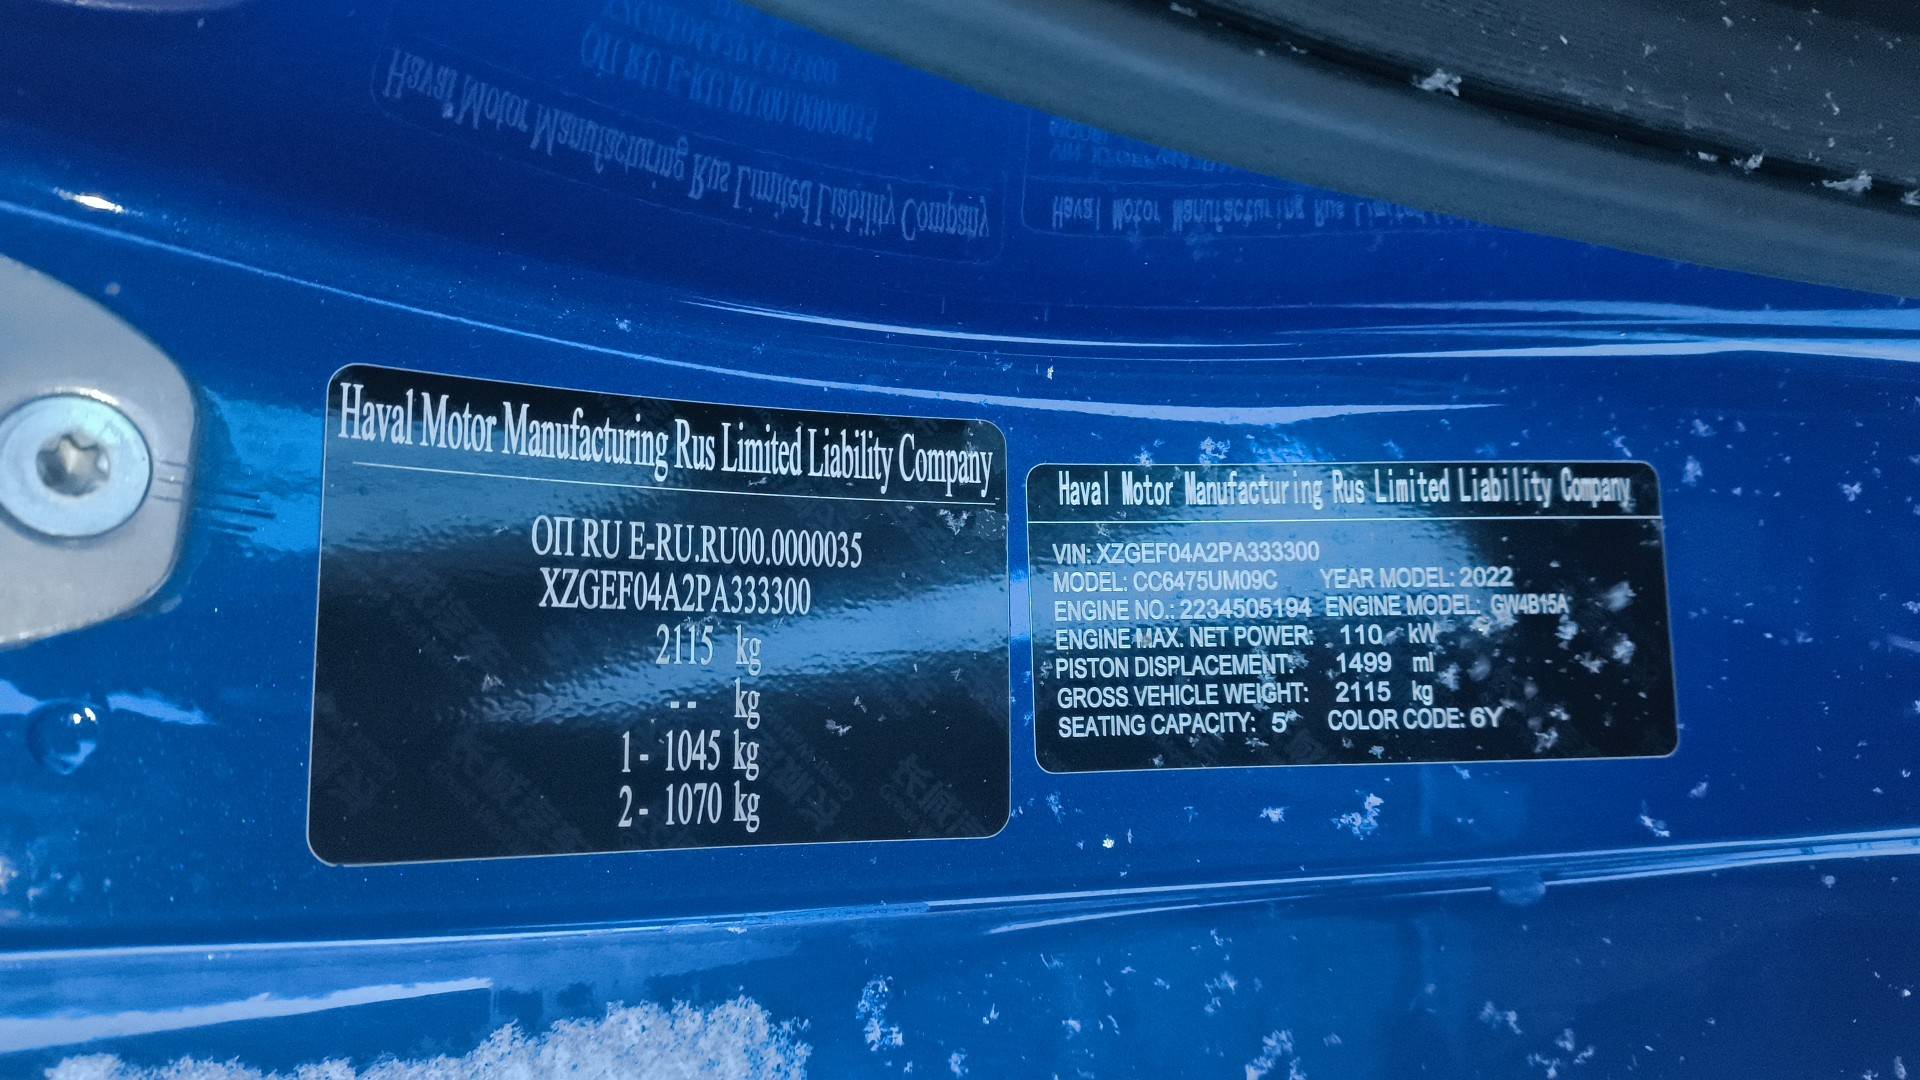 Haval Motor Manufacturing Rus Limited Liability Company
ОП RU E-RU.RU00.0000035
XZGEF04A2PA333300
2115 kg
-- kg
1- 1045 kg
2- 1070 kg
Haval Motor Manufacturing Rus Limited Liability Company
VIN: XZGEF04A2PA333300
MODEL: CC6475UM09C YEAR MODEL: 2022
ENGINE NO.: 2234505194 ENGINE MODEL: GW4B15A
ENGINE MAX. NET POWER: 110 kW
PISTON DISPLACEMENT: 1499 ml
GROSS VEHICLE WEIGHT: 2115 kg
SEATING CAPACITY: 5 COLOR CODE: 6Y